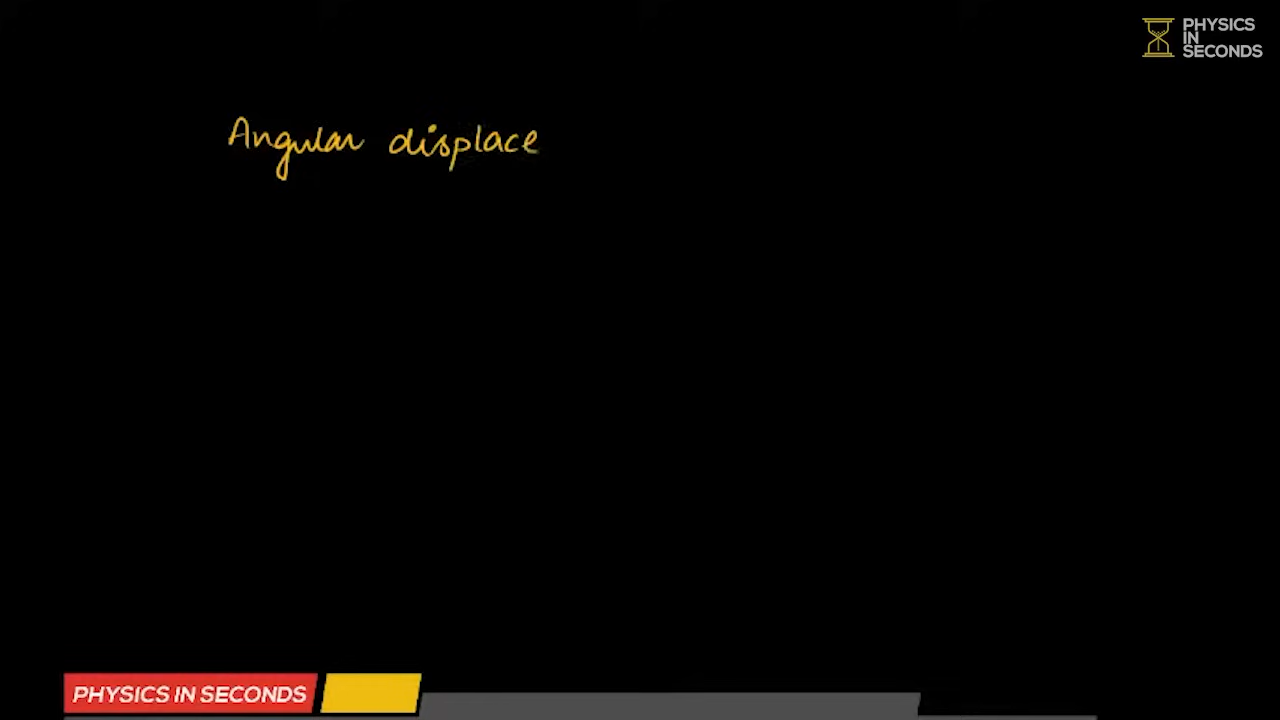 PHYSICS
IN
SECONDS
Angular displace
PHYSICS IN SECONDS